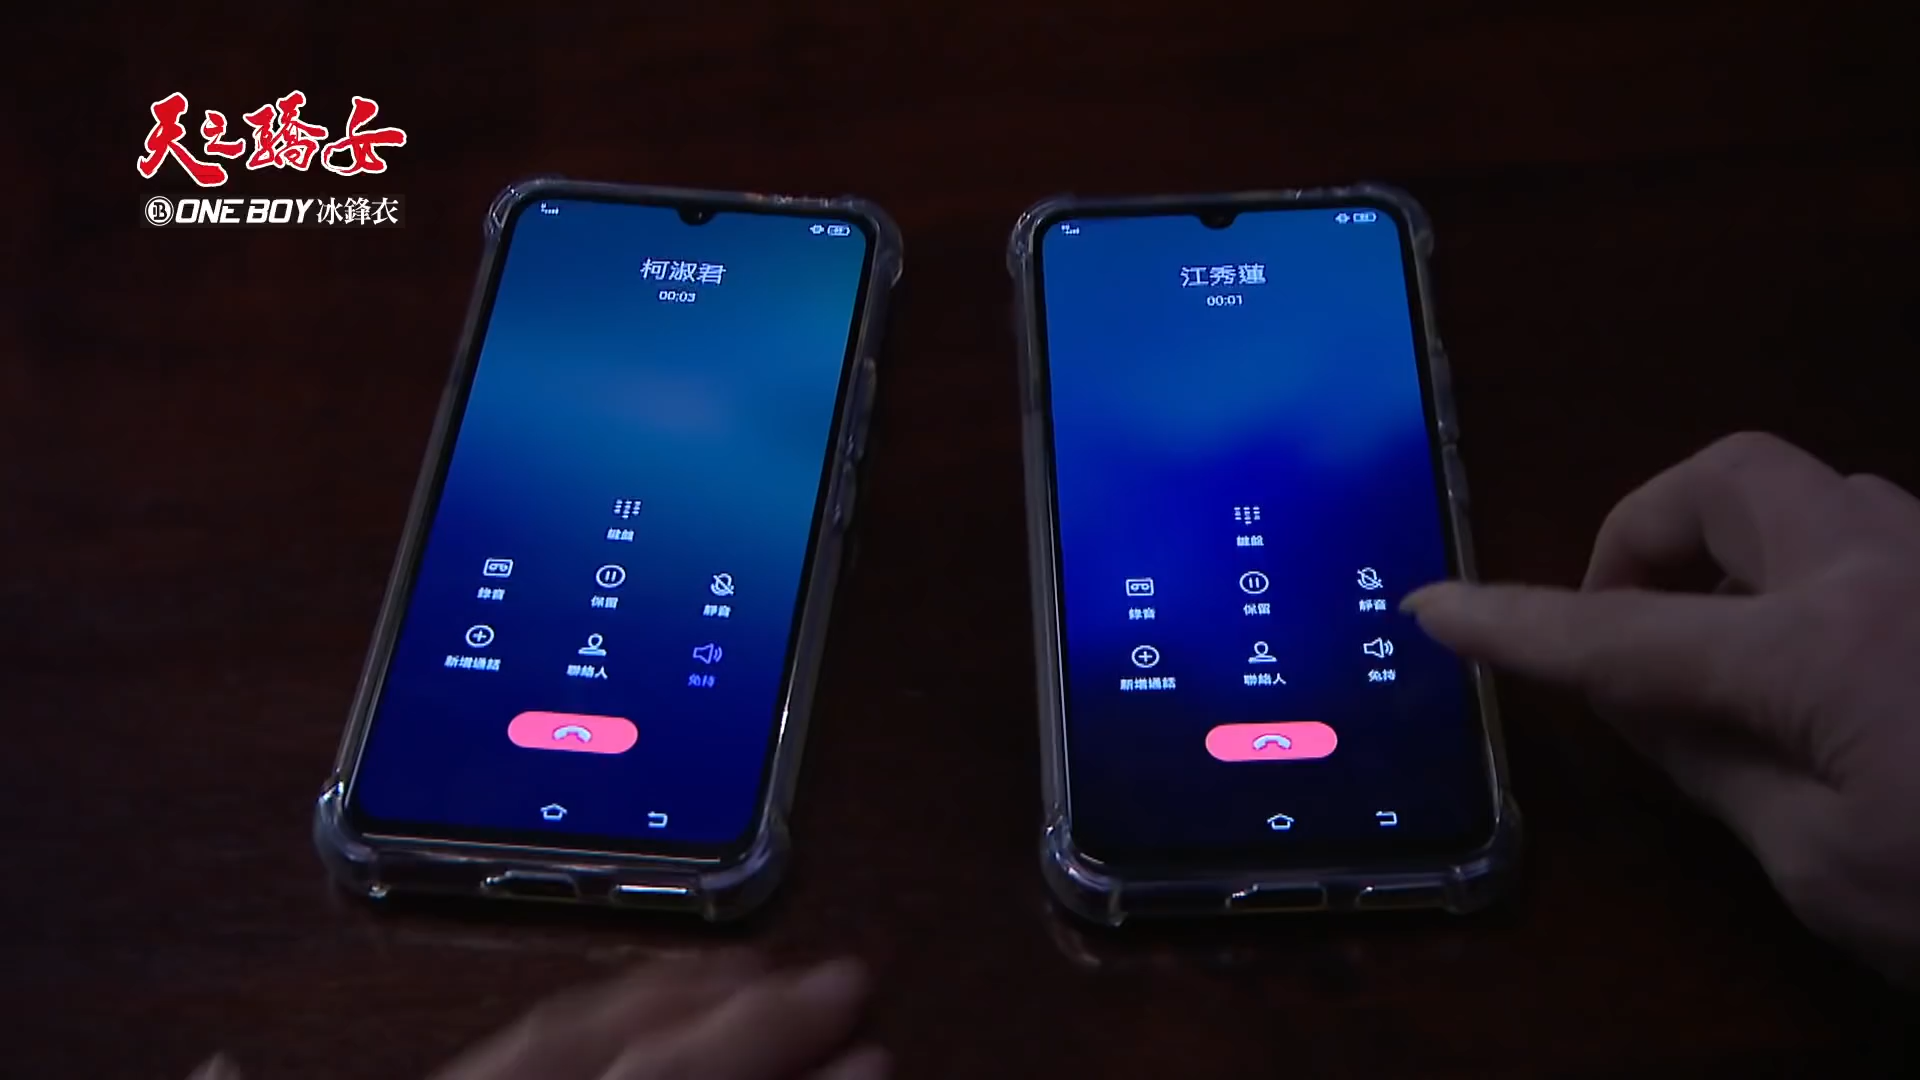 天之驕女
ONE BOY 冰鋒衣
柯淑君
00:03
鍵盤
錄音
保留
靜音
新增通話
聯絡人
免持
江秀蓮
00:01
鍵盤
錄音
保留
靜音
新增通話
聯絡人
免持